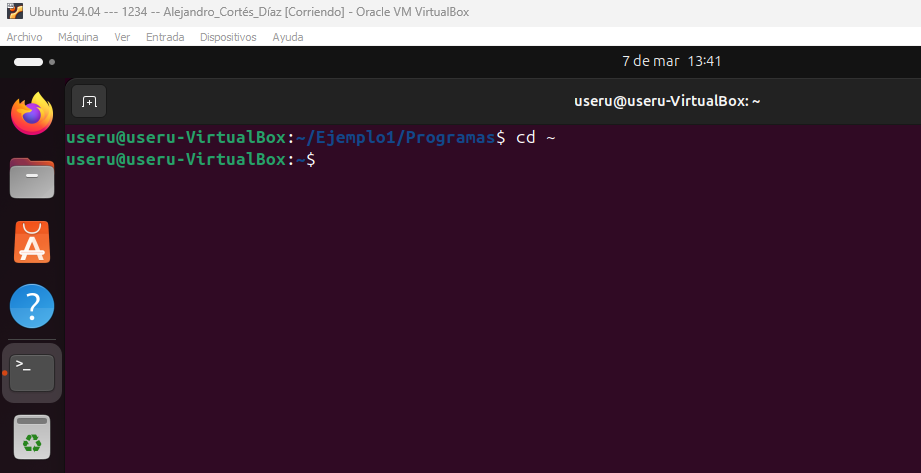 Ubuntu 24.04 --- 1234 -- Alejandro_Cortés_Díaz [Corriendo] - Oracle VM VirtualBox
Archivo Máquina Ver Entrada Dispositivos Ayuda
7 de mar 13:41
useru@useru-VirtualBox: ~
useru@useru-VirtualBox:~/Ejemplo1/Programas$ cd ~
useru@useru-VirtualBox:~$